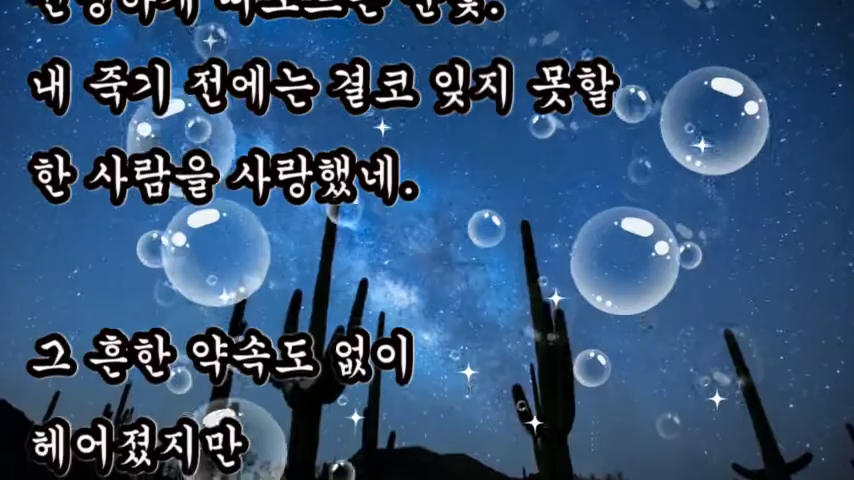 내 죽기 전에는 결코 잊지 못할
한 사람을 사랑했네.
그 흔한 약속도 없이
헤어졌지만